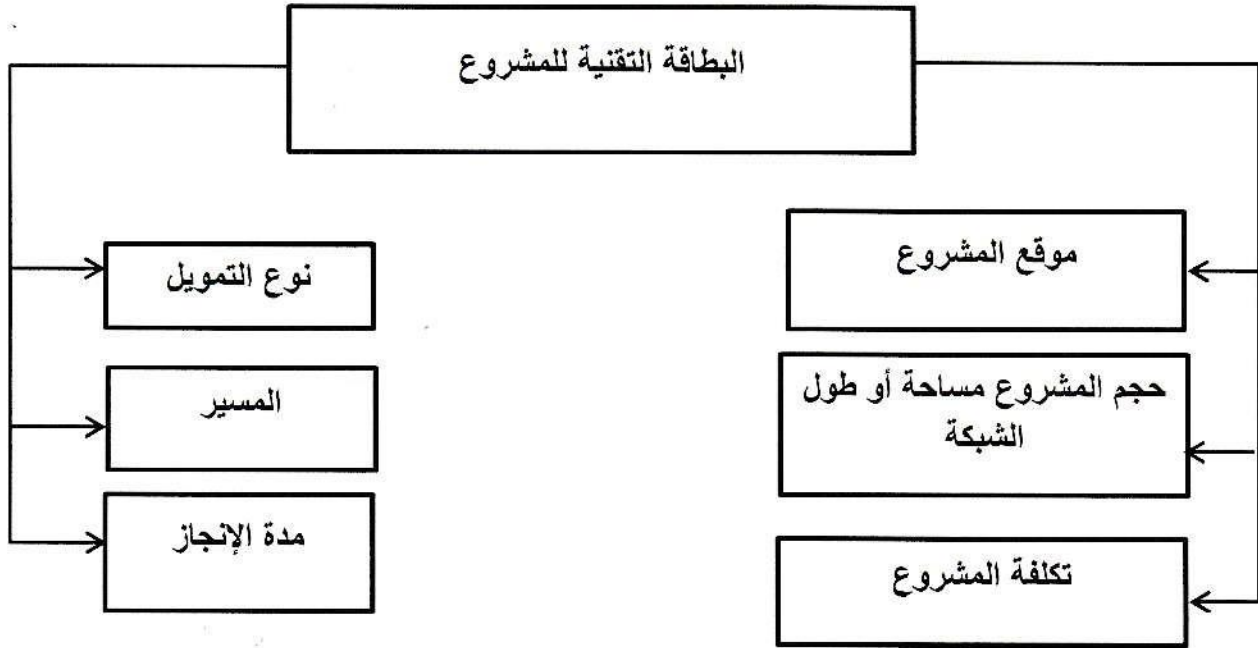 البطاقة التقنية للمشروع
موقع المشروع
حجم المشروع مساحة أو طول
الشبكة
تكلفة المشروع
نوع التمويل
المسير
مدة الإنجاز